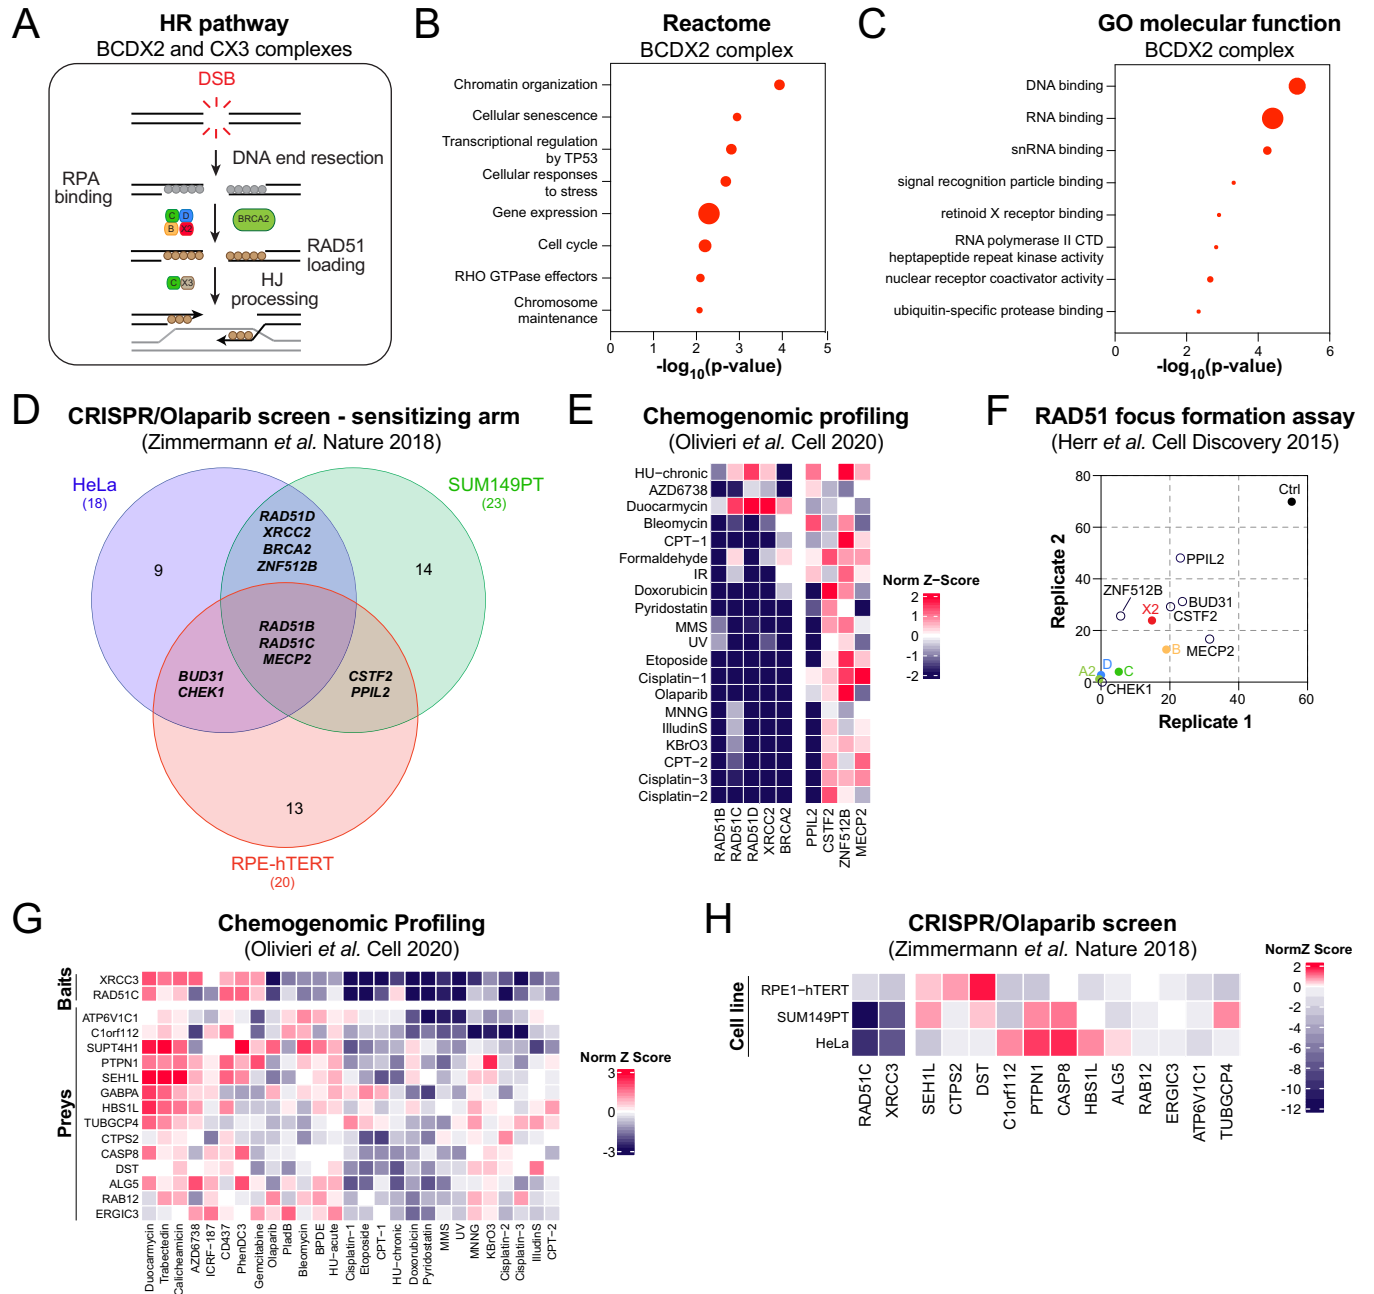 A
HR pathway
BCDX2 and CX3 complexes
DSB
DNA end resection
RPA
binding
C D
B X2
BRCA2
RAD51
loading
C X3
HJ
processing
B
Reactome
BCDX2 complex
Chromatin organization
Cellular senescence
Transcriptional regulation
by TP53
Cellular responses
to stress
Gene expression
Cell cycle
RHO GTPase effectors
Chromosome
maintenance
0 1 2 3 4 5
-log10(p-value)
C
GO molecular function
BCDX2 complex
DNA binding
RNA binding
snRNA binding
signal recognition particle binding
retinoid X receptor binding
RNA polymerase II CTD
heptapeptide repeat kinase activity
nuclear receptor coactivator activity
ubiquitin-specific protease binding
0 2 4 6
-log10(p-value)
D
CRISPR/Olaparib screen - sensitizing arm
(Zimmermann et al. Nature 2018)
HeLa
(18)
SUM149PT
(23)
RAD51D
XRCC2
BRCA2
ZNF512B
9
14
RAD51B
RAD51C
MECP2
BUD31
CHEK1
CSTF2
PPIL2
13
RPE-hTERT
(20)
E
Chemogenomic profiling
(Olivieri et al. Cell 2020)
HU−chronic
AZD6738
Duocarmycin
Bleomycin
CPT−1
Formaldehyde
IR
Doxorubicin
Pyridostatin
MMS
UV
Etoposide
Cisplatin−1
Olaparib
MNNG
IlludinS
KBrO3
CPT−2
Cisplatin−3
Cisplatin−2
RAD51B
RAD51C
RAD51D
XRCC2
BRCA2
PPIL2
CSTF2
ZNF512B
MECP2
Norm Z−Score
2
1
0
-1
-2
F
RAD51 focus formation assay
(Herr et al. Cell Discovery 2015)
Replicate 2
80
60
40
20
0
Ctrl
PPIL2
ZNF512B
X2
BUD31
CSTF2
B
MECP2
A2
D
C
CHEK1
0 20 40 60
Replicate 1
G
Chemogenomic Profiling
(Olivieri et al. Cell 2020)
Baits
XRCC3
RAD51C
Preys
ATP6V1C1
C1orf112
SUPT4H1
PTPN1
SEH1L
GABPA
HBS1L
TUBGCP4
CTPS2
CASP8
DST
ALG5
RAB12
ERGIC3
Duocarmycin
Trabectedin
Calicheamicin
AZD6738
ICRF-187
CD437
PhenDC3
Gemcitabine
Olaparib
PladB
Bleomycin
BPDE
HU−acute
Cisplatin−1
Etoposide
CPT−1
HU−chronic
Doxorubicin
Pyridostatin
MMS
UV
MNNG
KBrO3
Cisplatin−2
Cisplatin−3
IlludinS
CPT−2
Norm Z Score
3
0
-3
H
CRISPR/Olaparib screen
(Zimmermann et al. Nature 2018)
Cell line
RPE1−hTERT
SUM149PT
HeLa
RAD51C
XRCC3
SEH1L
CTPS2
DST
C1orf112
PTPN1
CASP8
HBS1L
ALG5
RAB12
ERGIC3
ATP6V1C1
TUBGCP4
NormZ Score
2
0
-2
-4
-6
-8
-10
-12